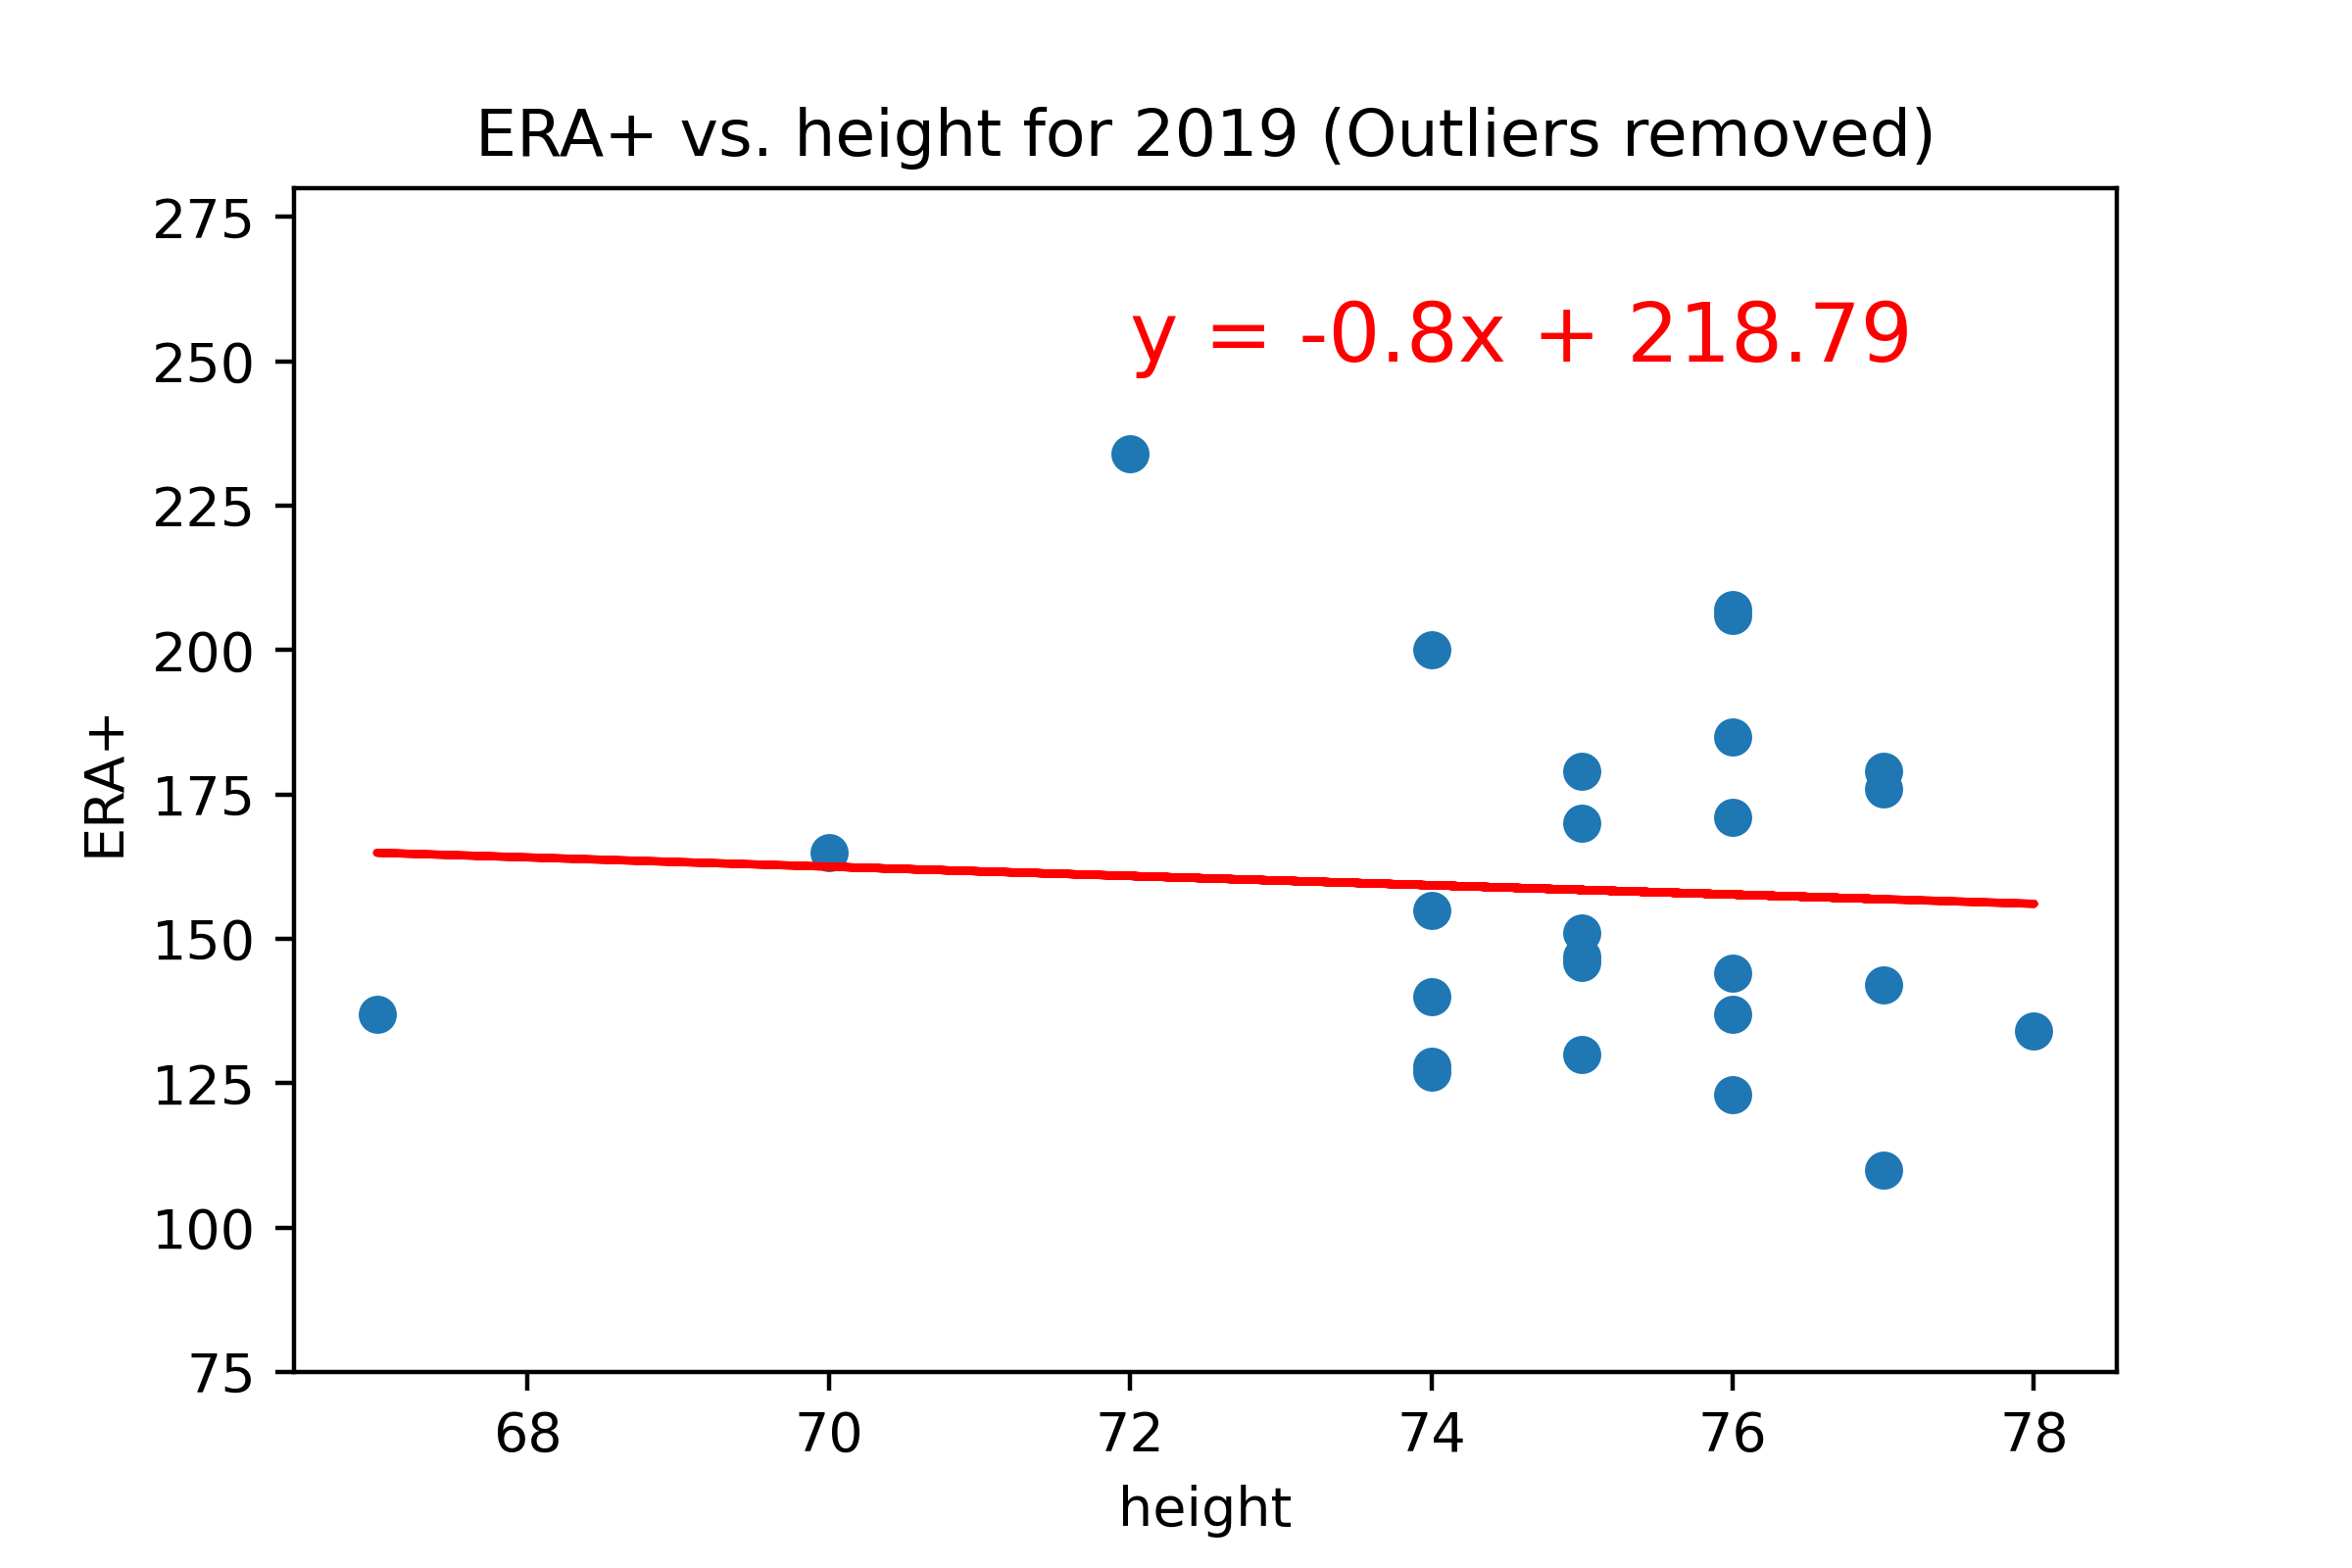 ERA+ vs. height for 2019 (Outliers removed)
y = -0.8x + 218.79
275
250
225
200
175
150
125
100
75
ERA+
68 70 72 74 76 78
height